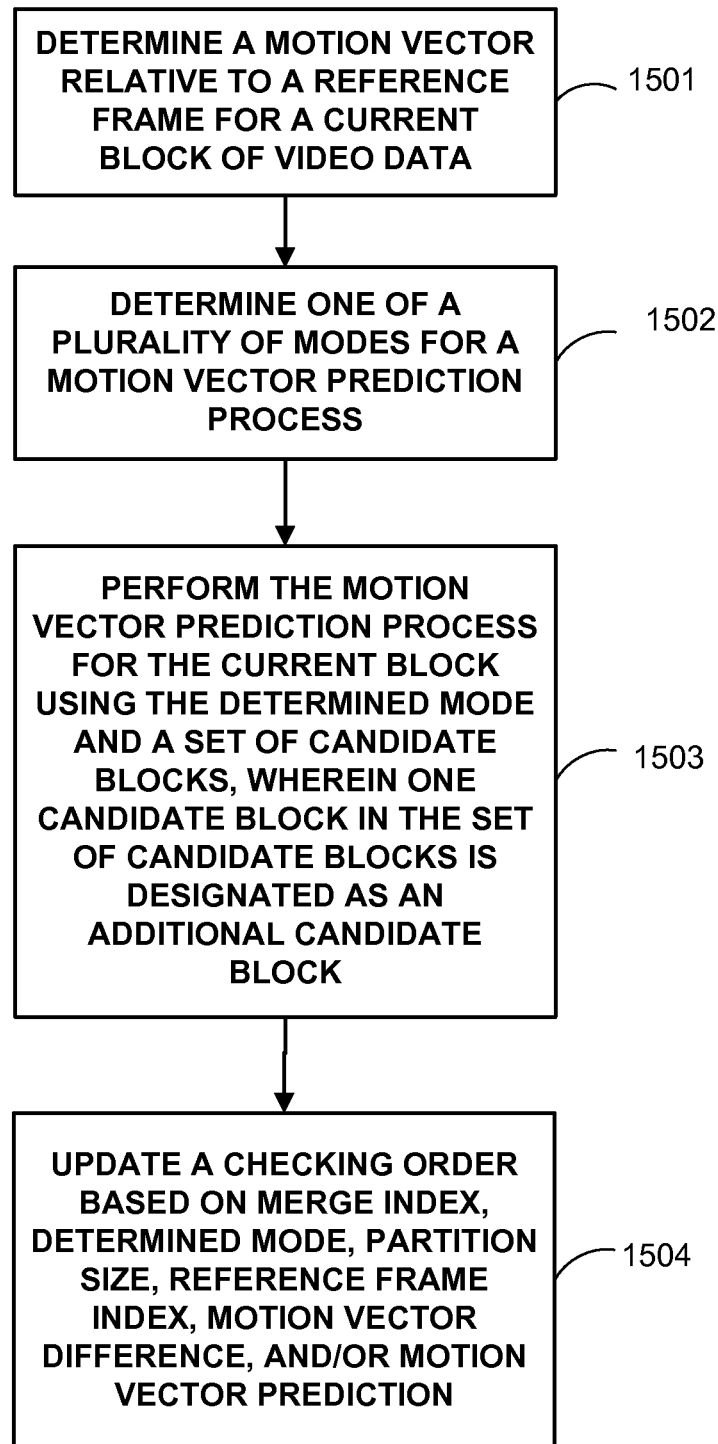 DETERMINE A MOTION VECTOR
RELATIVE TO A REFERENCE
FRAME FOR A CURRENT
BLOCK OF VIDEO DATA
1501
DETERMINE ONE OF A
PLURALITY OF MODES FOR A
MOTION VECTOR PREDICTION
PROCESS
1502
PERFORM THE MOTION
VECTOR PREDICTION PROCESS
FOR THE CURRENT BLOCK
USING THE DETERMINED MODE
AND A SET OF CANDIDATE
BLOCKS, WHEREIN ONE
CANDIDATE BLOCK IN THE SET
OF CANDIDATE BLOCKS IS
DESIGNATED AS AN
ADDITIONAL CANDIDATE
BLOCK
1503
UPDATE A CHECKING ORDER
BASED ON MERGE INDEX,
DETERMINED MODE, PARTITION
SIZE, REFERENCE FRAME
INDEX, MOTION VECTOR
DIFFERENCE, AND/OR MOTION
VECTOR PREDICTION
1504